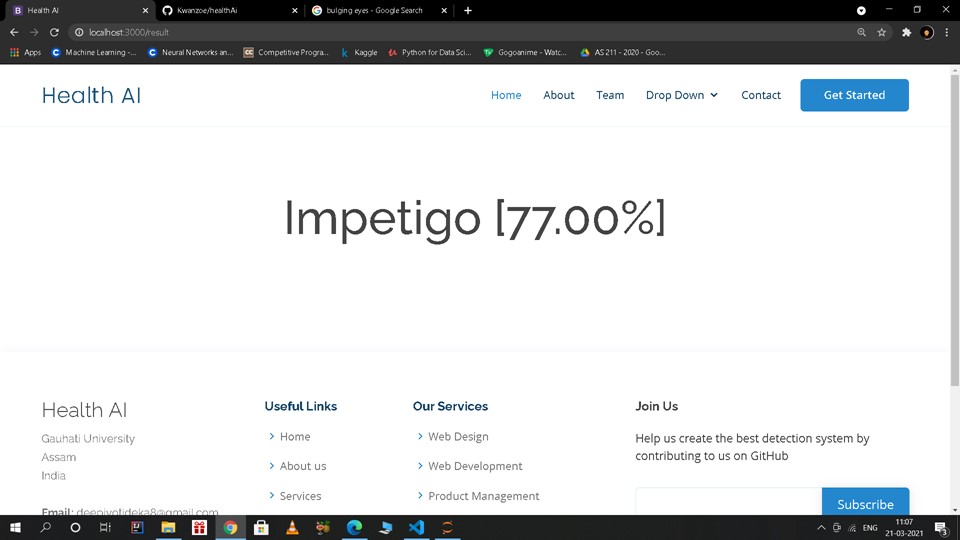 Health AI
Kwanzoe/healthAi
bulging eyes - Google Search
localhost:3000/result
Apps
Machine Learning -...
Neural Networks an...
Competitive Progra...
Kaggle
Python for Data Sci...
Gogoanime - Watc...
AS 211 - 2020 - Goo...
Health AI
Home
About
Team
Drop Down
Contact
Get Started
Impetigo [77.00%]
Health AI
Gauhati University
Assam
India
Email: deepjyotideka8@gmail.com
Useful Links
Home
About us
Services
Our Services
Web Design
Web Development
Product Management
Join Us
Help us create the best detection system by
contributing to us on GitHub
Subscribe
ENG
11:07
21-03-2021
3